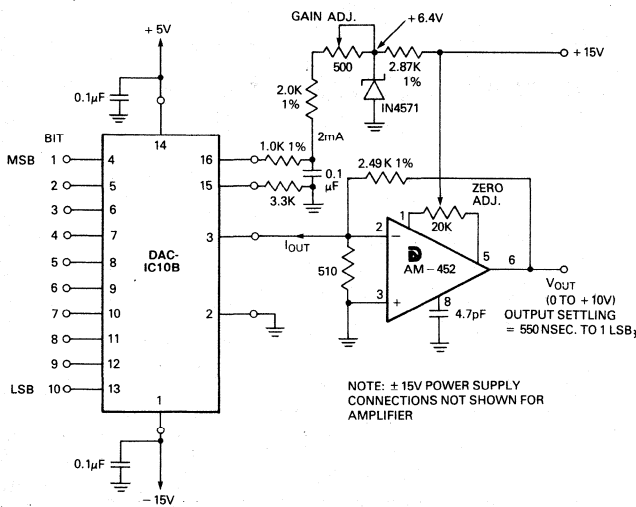 GAIN ADJ.
+6.4V
+5V
500
2.87K
1%
+15V
0.1µF
2.0K
1%
IN4571
2mA
BIT
14
1.0K 1%
2.49K 1%
MSB
1
4
16
0.1
µF
2
5
15
3.3K
ZERO
ADJ.
3
6
1
20K
4
7
DAC-
IC10B
3
IOUT
2
−
5
6
5
8
510
AM-452
VOUT
(0 TO +10V)
OUTPUT SETTLING
= 550 NSEC. TO 1 LSB
6
9
3
+
8
4.7pF
7
10
2
8
11
9
12
LSB
10
13
1
NOTE: ±15V POWER SUPPLY
CONNECTIONS NOT SHOWN FOR
AMPLIFIER
0.1µF
-15V